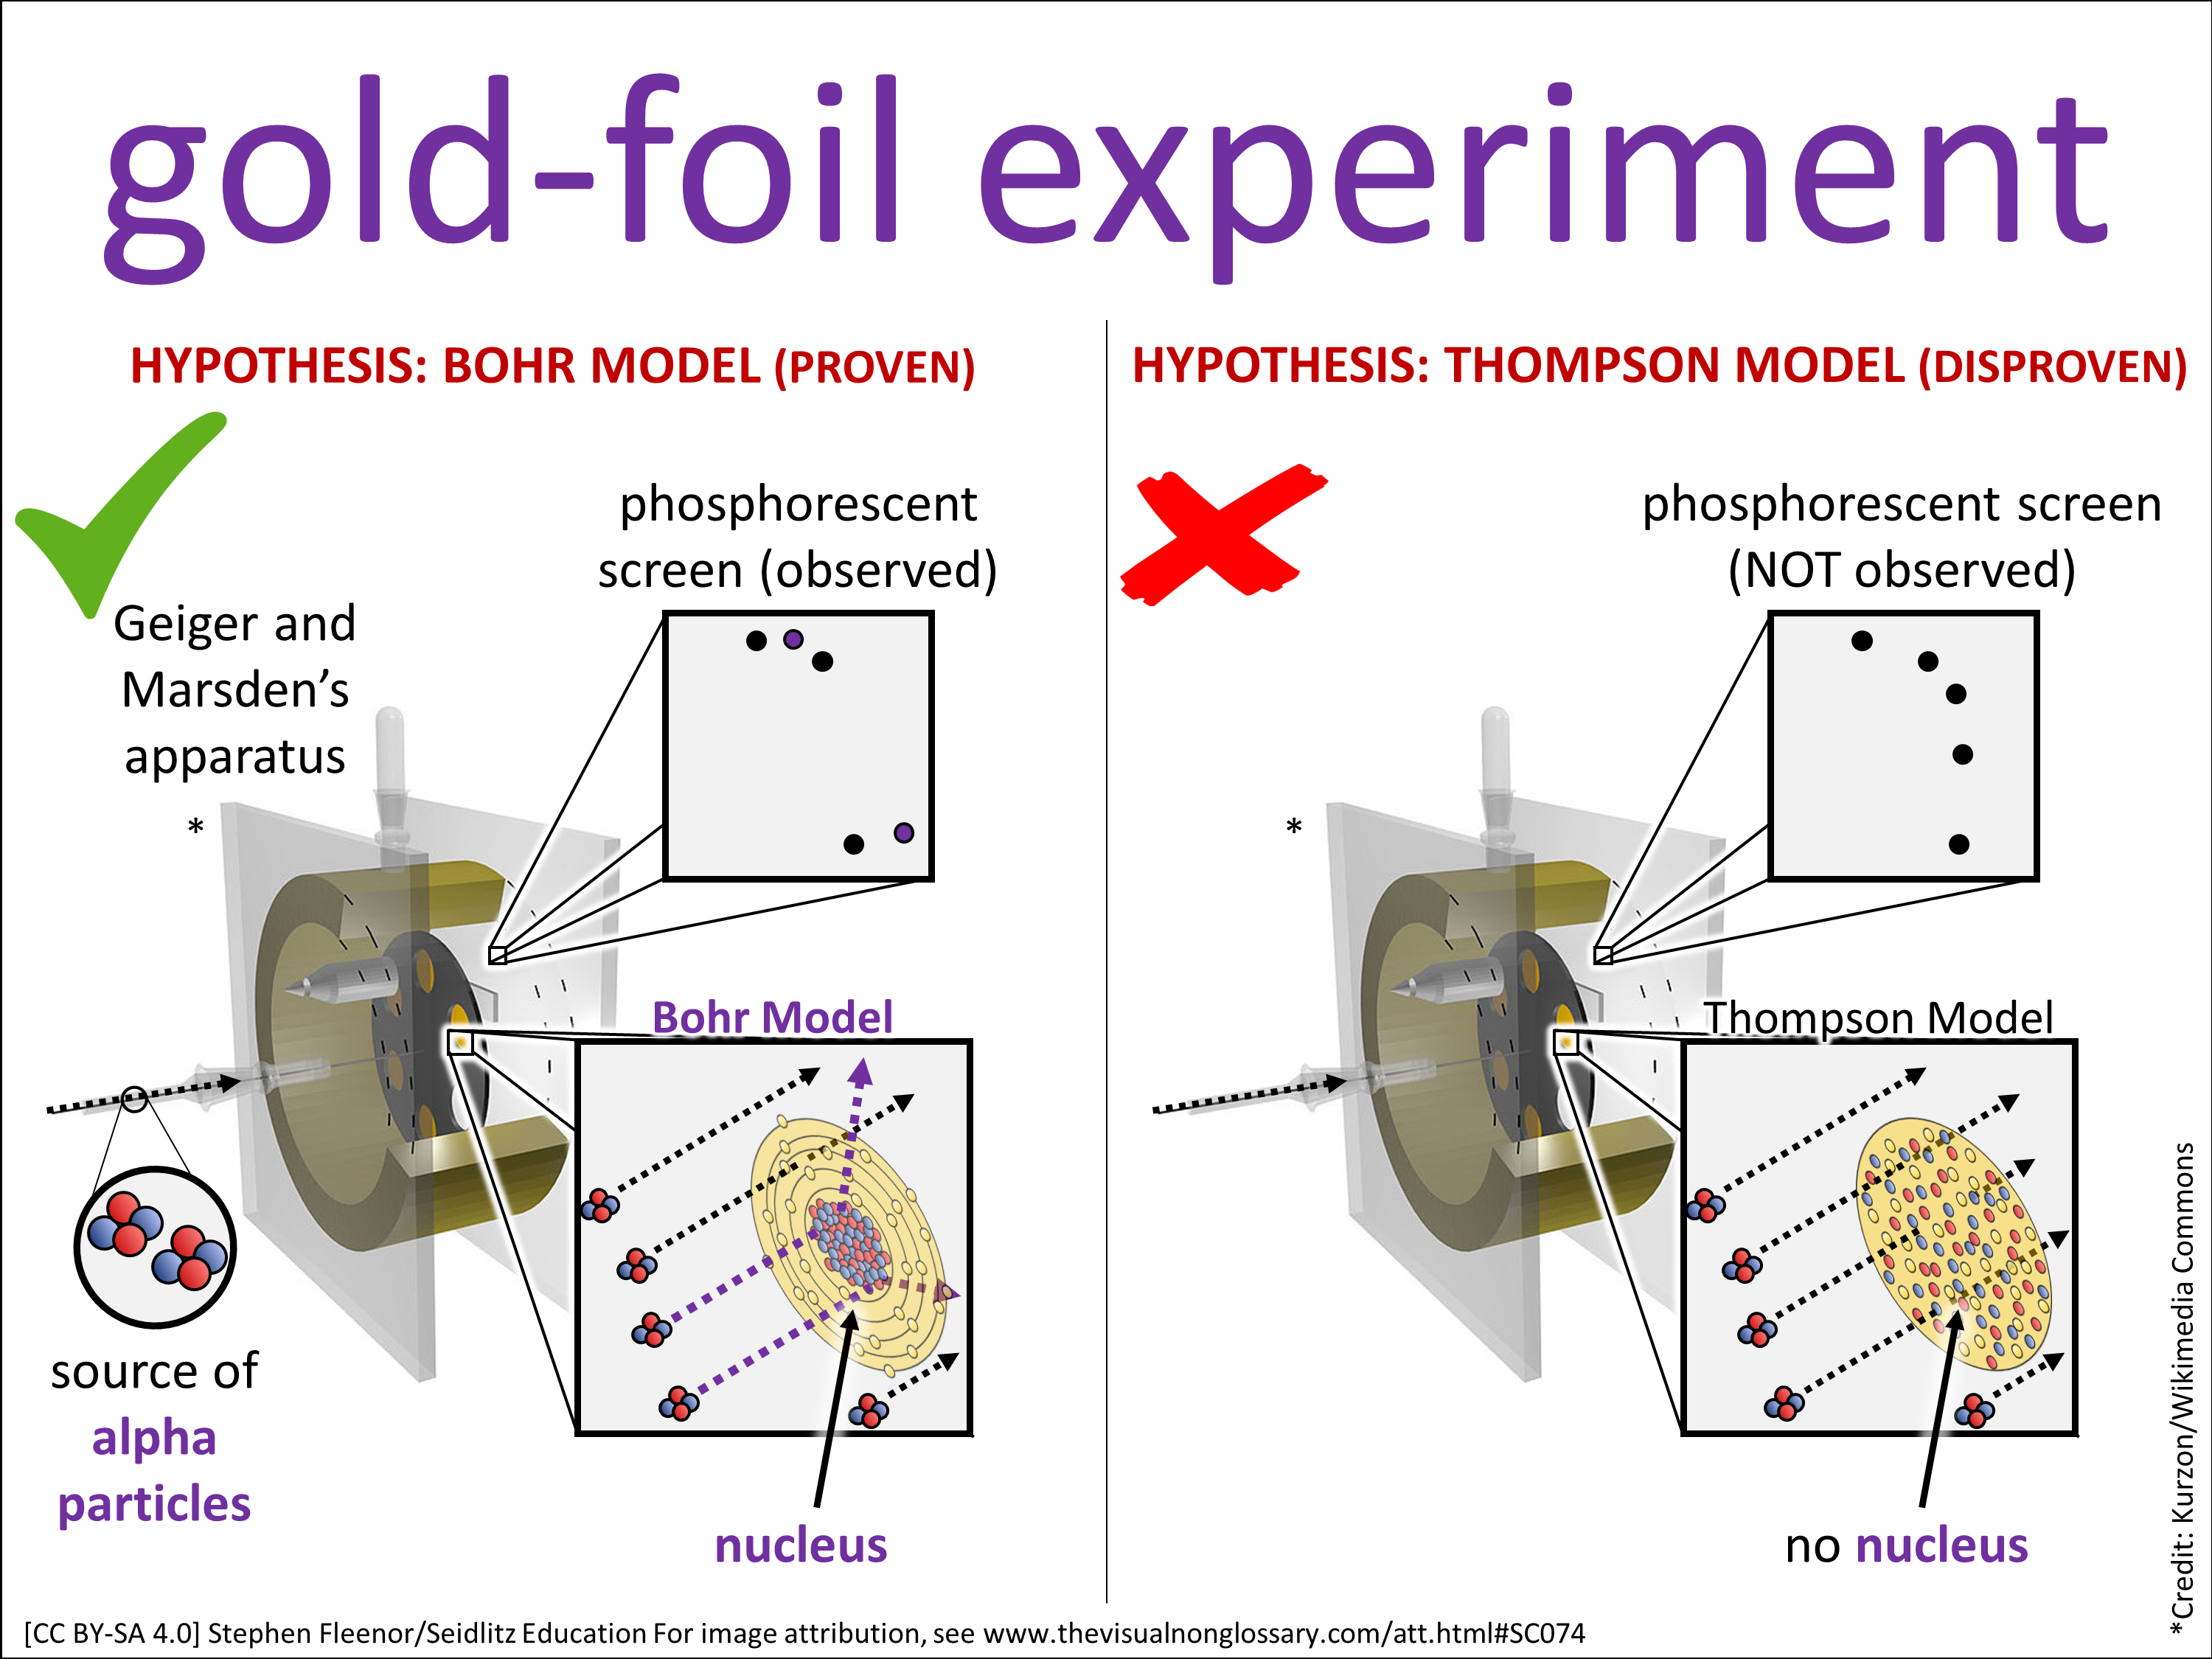 gold-foil experiment
HYPOTHESIS: BOHR MODEL (PROVEN)
phosphorescent
screen (observed)
Geiger and
Marsden’s
apparatus
*
Bohr Model
source of
alpha
particles
nucleus
HYPOTHESIS: THOMPSON MODEL (DISPROVEN)
phosphorescent screen
(NOT observed)
*
Thompson Model
no nucleus
*Credit: Kurzon/Wikimedia Commons
[CC BY-SA 4.0] Stephen Fleenor/Seidlitz Education For image attribution, see www.thevisualnonglossary.com/att.html#SC074